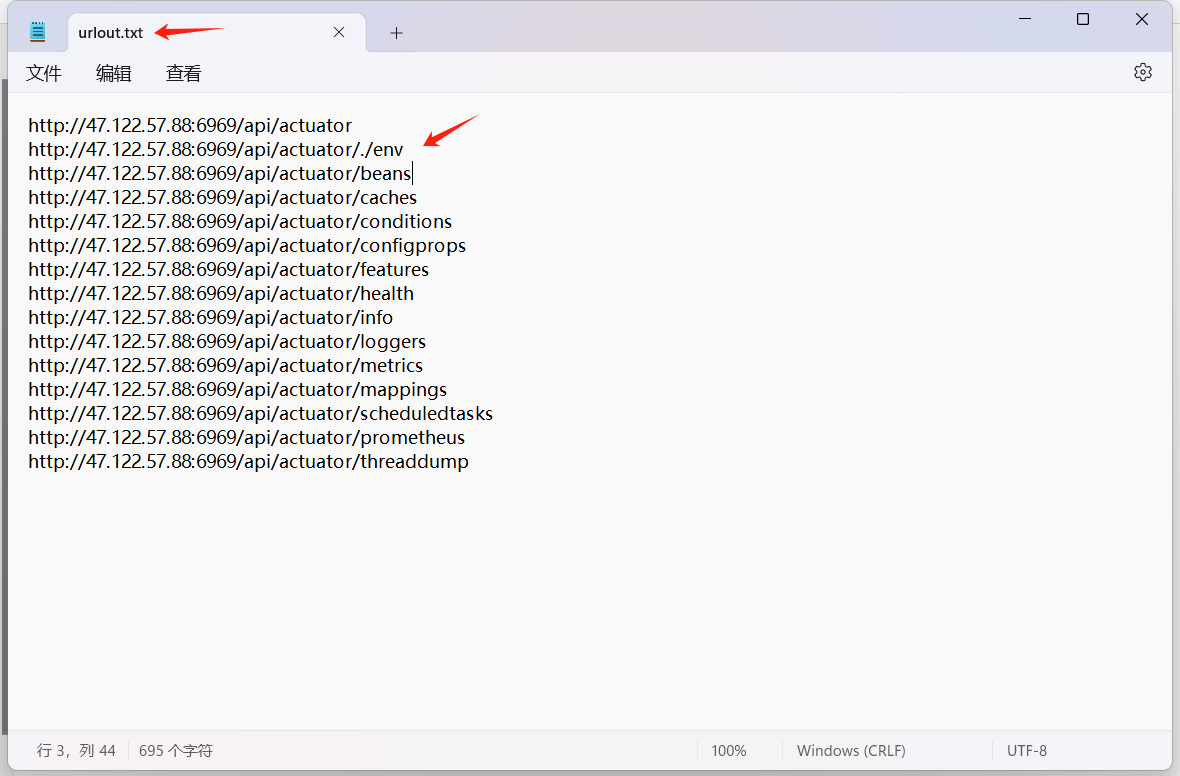 urlout.txt
文件 编辑 查看
http://47.122.57.88:6969/api/actuator
http://47.122.57.88:6969/api/actuator/./env
http://47.122.57.88:6969/api/actuator/beans
http://47.122.57.88:6969/api/actuator/caches
http://47.122.57.88:6969/api/actuator/conditions
http://47.122.57.88:6969/api/actuator/configprops
http://47.122.57.88:6969/api/actuator/features
http://47.122.57.88:6969/api/actuator/health
http://47.122.57.88:6969/api/actuator/info
http://47.122.57.88:6969/api/actuator/loggers
http://47.122.57.88:6969/api/actuator/metrics
http://47.122.57.88:6969/api/actuator/mappings
http://47.122.57.88:6969/api/actuator/scheduledtasks
http://47.122.57.88:6969/api/actuator/prometheus
http://47.122.57.88:6969/api/actuator/threaddump
行 3，列 44 695 个字符 100% Windows (CRLF) UTF-8